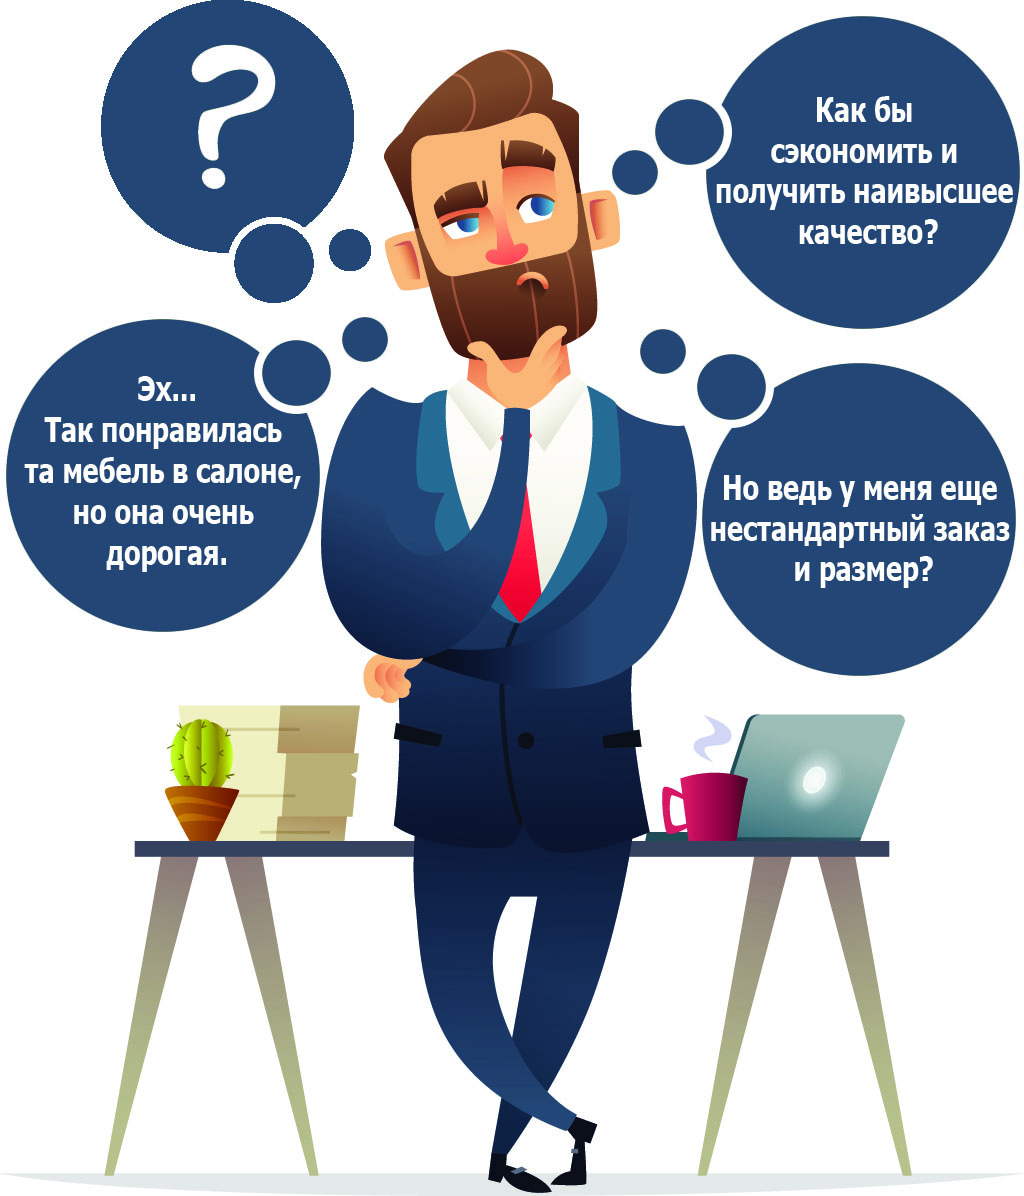 ?
Как бы
сэкономить и
получить наивысшее
качество?
Эх...
Так понравилась
та мебель в салоне,
но она очень
дорогая.
Но ведь у меня еще
нестандартный заказ
и размер?